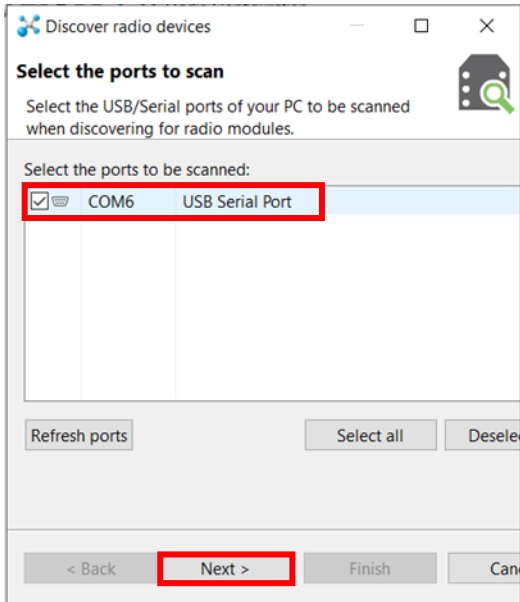 Discover radio devices
Select the ports to scan
Select the USB/Serial ports of your PC to be scanned
when discovering for radio modules.
Select the ports to be scanned:
COM6 USB Serial Port
Refresh ports Select all Desele
< Back Next > Finish Can